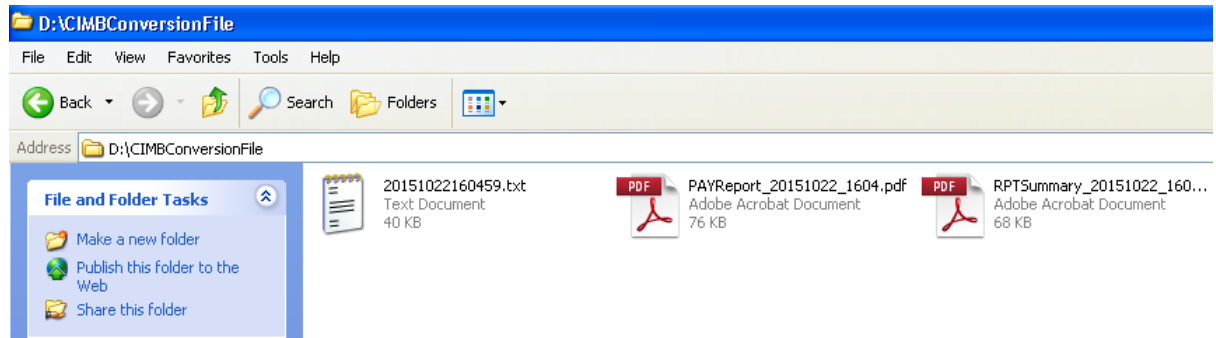 D:\CIMBConversionFile
File Edit View Favorites Tools Help
Back Search Folders
Address D:\CIMBConversionFile
File and Folder Tasks
Make a new folder
Publish this folder to the
Web
Share this folder
20151022160459.txt
Text Document
40 KB
PDF
PAYReport_20151022_1604.pdf
Adobe Acrobat Document
76 KB
PDF
RPTSummary_20151022_160...
Adobe Acrobat Document
68 KB